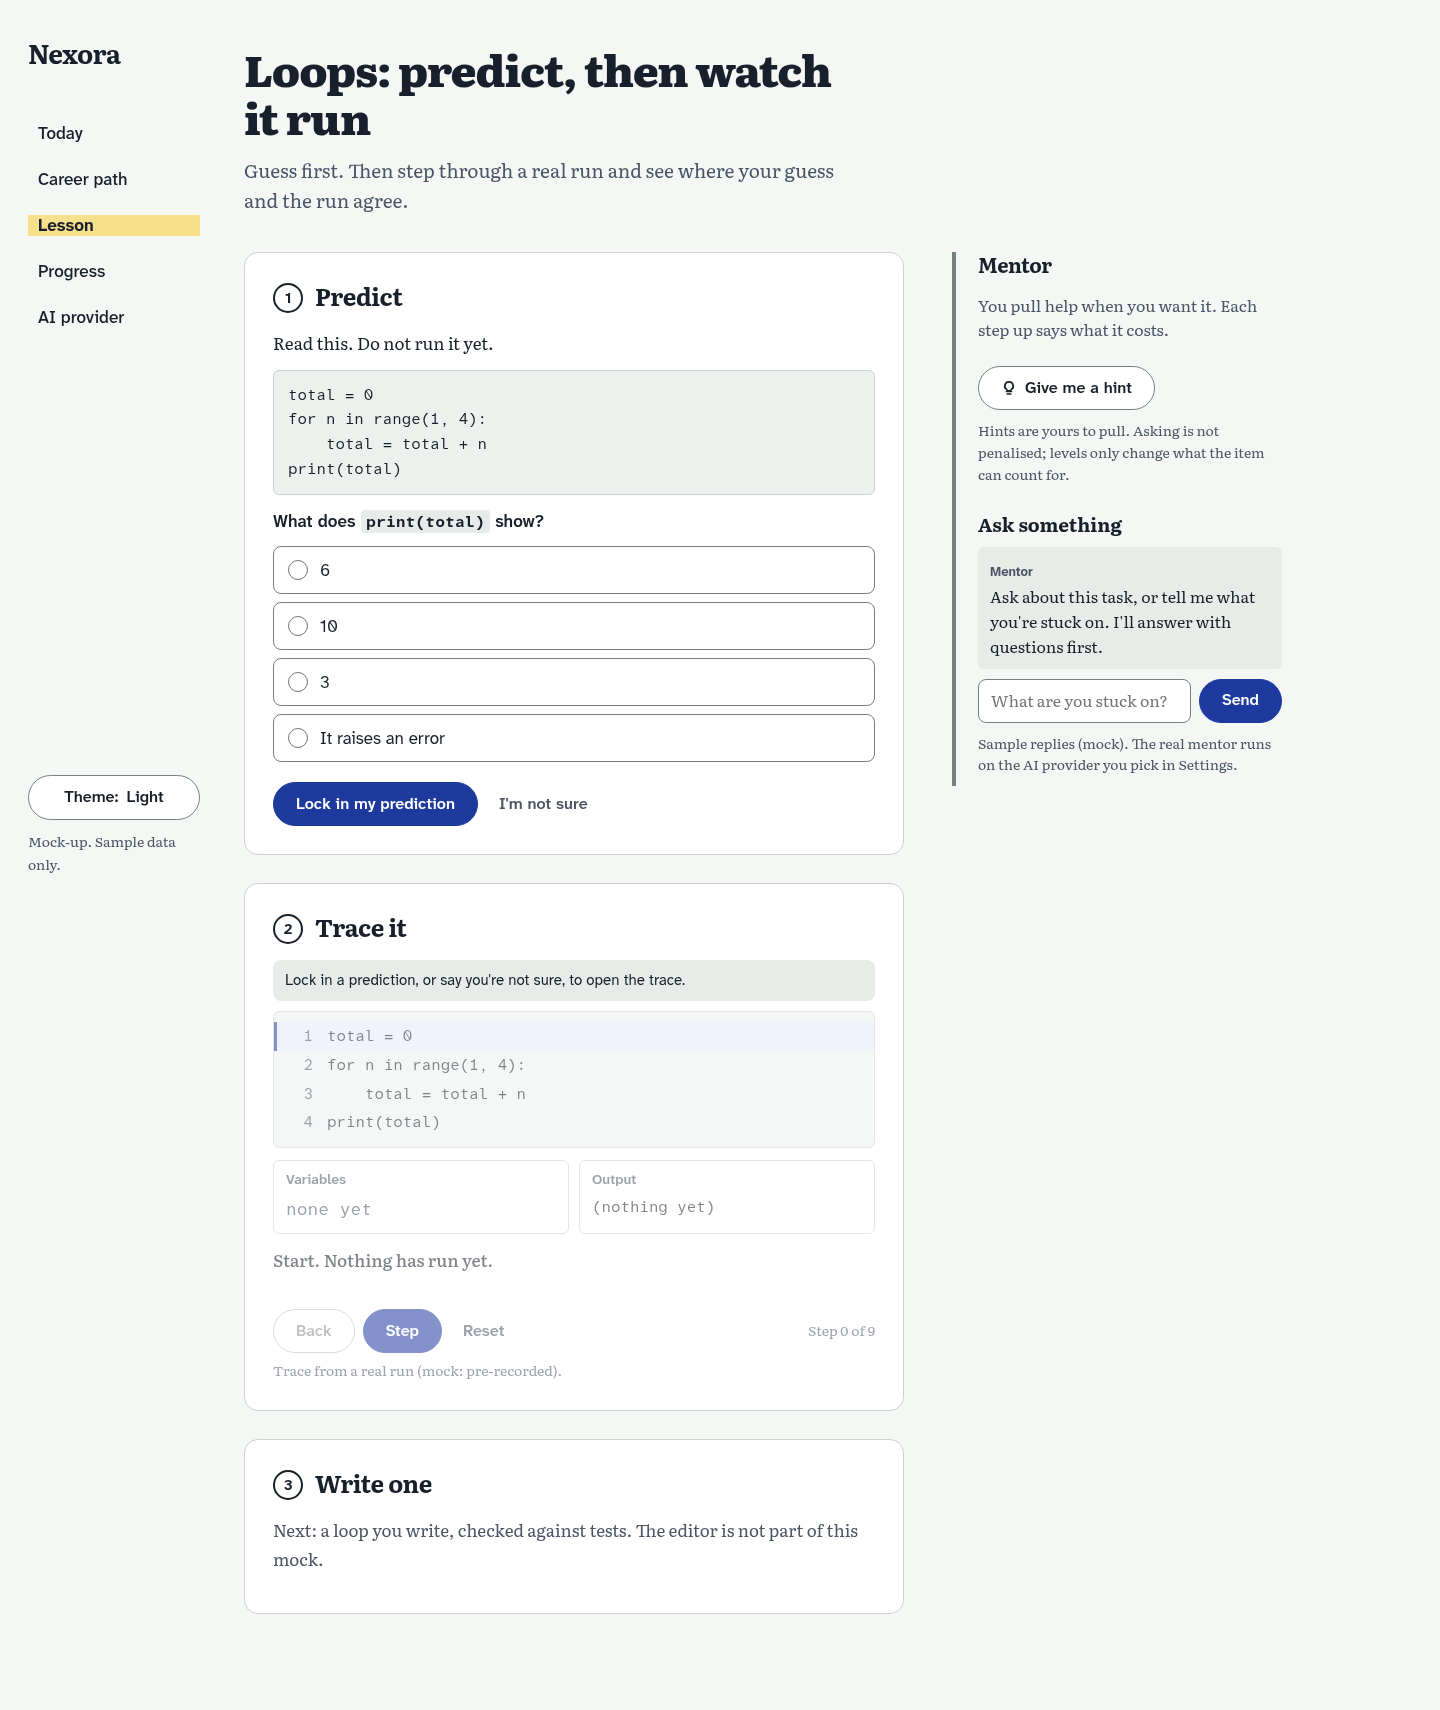 Nexora
Today
Career path
Lesson
Progress
AI provider
Theme: Light
Mock-up. Sample data
only.
Loops: predict, then watch
it run
Guess first. Then step through a real run and see where your guess
and the run agree.
1 Predict
Read this. Do not run it yet.
total = 0
for n in range(1, 4):
    total = total + n
print(total)
What does print(total) show?
6
10
3
It raises an error
Lock in my prediction I'm not sure
2 Trace it
Lock in a prediction, or say you're not sure, to open the trace.
1 total = 0
2 for n in range(1, 4):
3     total = total + n
4 print(total)
Variables
none yet
Output
(nothing yet)
Start. Nothing has run yet.
Back Step Reset Step 0 of 9
Trace from a real run (mock: pre-recorded).
3 Write one
Next: a loop you write, checked against tests. The editor is not part of this
mock.
Mentor
You pull help when you want it. Each
step up says what it costs.
Give me a hint
Hints are yours to pull. Asking is not
penalised; levels only change what the item
can count for.
Ask something
Mentor
Ask about this task, or tell me what
you're stuck on. I'll answer with
questions first.
What are you stuck on? Send
Sample replies (mock). The real mentor runs
on the AI provider you pick in Settings.